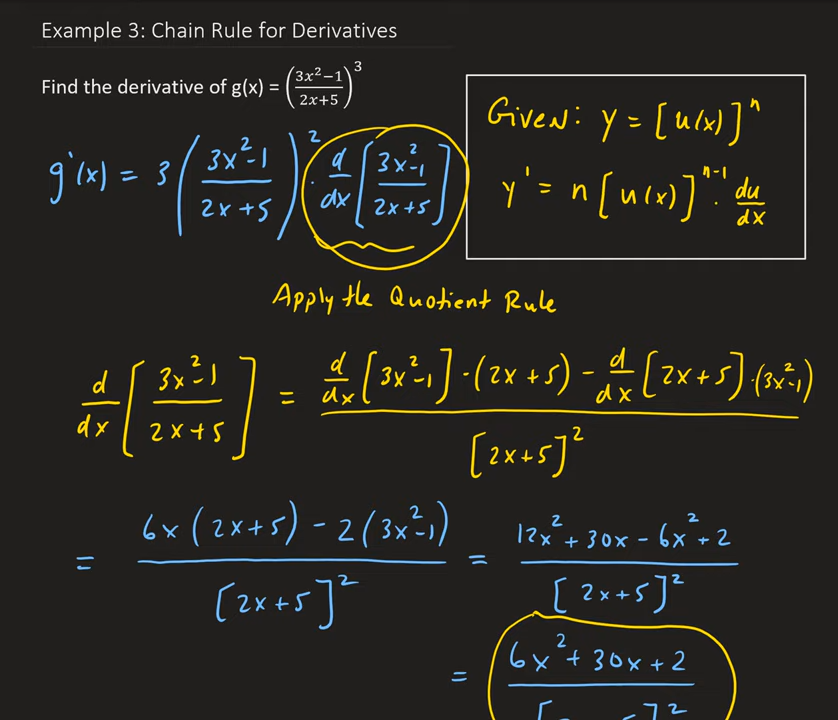 Example 3: Chain Rule for Derivatives
Find the derivative of g(x) = ((3x²−1)/(2x+5))³
Given: y = [u(x)]ⁿ
y' = n[u(x)]ⁿ⁻¹ · du/dx
g'(x) = 3((3x²-1)/(2x+5))² · d/dx[(3x²-1)/(2x+5)]
Apply the Quotient Rule
d/dx[(3x²-1)/(2x+5)] = (d/dx[3x²-1]·(2x+5) - d/dx[2x+5]·(3x²-1))/[2x+5]²
= (6x(2x+5) - 2(3x²-1))/[2x+5]² = (12x² + 30x - 6x² + 2)/[2x+5]²
= 6x² + 30x + 2